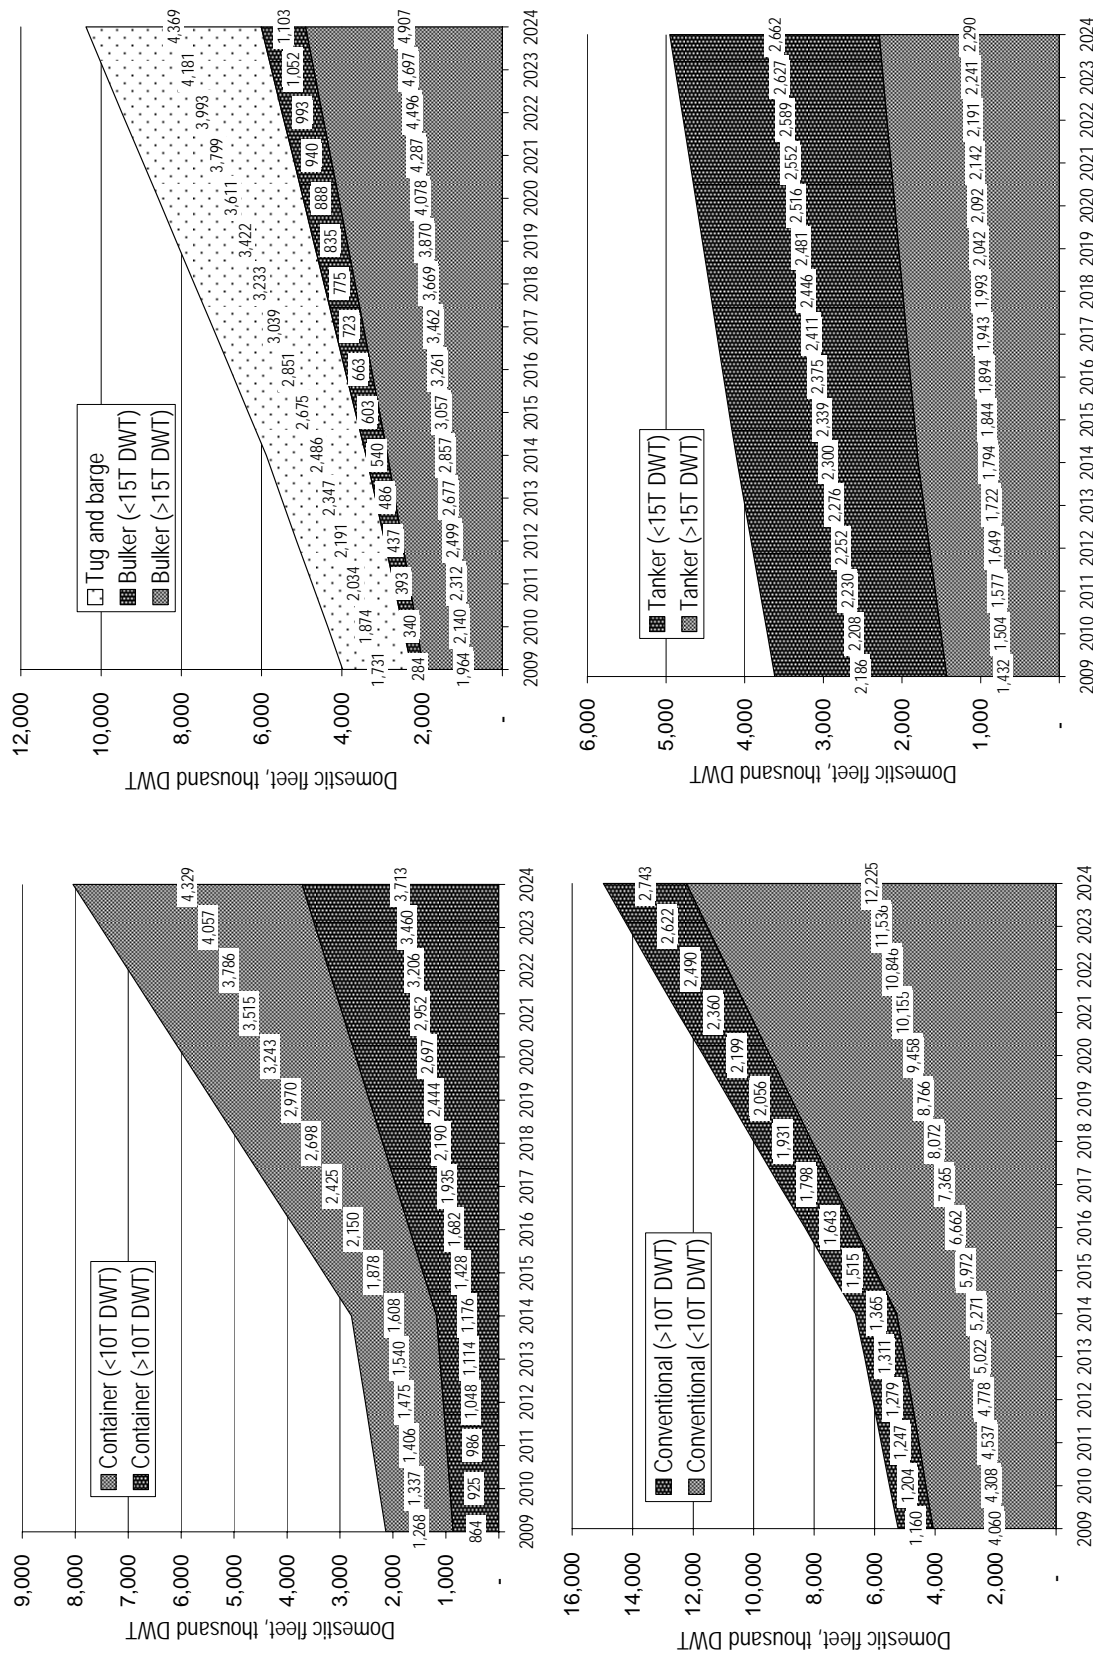 Domestic fleet, thousand DWT
9,000
8,000
7,000
6,000
5,000
4,000
3,000
2,000
1,000
-
Container (<10T DWT)
Container (>10T DWT)
1,268 1,337 1,406 1,475 1,540 1,608 1,878 2,150 2,425 2,698 2,970 3,243 3,515 3,786 4,057 4,329
864 925 986 1,048 1,114 1,176 1,428 1,682 1,935 2,190 2,444 2,697 2,952 3,206 3,460 3,713
2009 2010 2011 2012 2013 2014 2015 2016 2017 2018 2019 2020 2021 2022 2023 2024
Domestic fleet, thousand DWT
12,000
10,000
8,000
6,000
4,000
2,000
-
Tug and barge
Bulker (<15T DWT)
Bulker (>15T DWT)
1,731 1,874 2,034 2,191 2,347 2,486 2,675 2,851 3,039 3,233 3,422 3,611 3,799 3,993 4,181 4,369
284 340 393 437 486 540 603 663 723 775 835 888 940 993 1,052 1,103
1,964 2,140 2,312 2,499 2,677 2,857 3,057 3,261 3,462 3,669 3,870 4,078 4,287 4,496 4,697 4,907
2009 2010 2011 2012 2013 2014 2015 2016 2017 2018 2019 2020 2021 2022 2023 2024
Domestic fleet, thousand DWT
16,000
14,000
12,000
10,000
8,000
6,000
4,000
2,000
-
Conventional (>10T DWT)
Conventional (<10T DWT)
1,160 1,204 1,247 1,279 1,311 1,365 1,515 1,643 1,798 1,931 2,056 2,199 2,360 2,490 2,622 2,743
4,060 4,308 4,537 4,778 5,022 5,271 5,972 6,662 7,365 8,072 8,766 9,458 10,155 10,846 11,536 12,225
2009 2010 2011 2012 2013 2014 2015 2016 2017 2018 2019 2020 2021 2022 2023 2024
Domestic fleet, thousand DWT
6,000
5,000
4,000
3,000
2,000
1,000
-
Tanker (<15T DWT)
Tanker (>15T DWT)
2,186 2,208 2,230 2,252 2,276 2,300 2,339 2,375 2,411 2,446 2,481 2,516 2,552 2,589 2,627 2,662
1,432 1,504 1,577 1,649 1,722 1,794 1,844 1,894 1,943 1,993 2,042 2,092 2,142 2,191 2,241 2,290
2009 2010 2011 2012 2013 2014 2015 2016 2017 2018 2019 2020 2021 2022 2023 2024